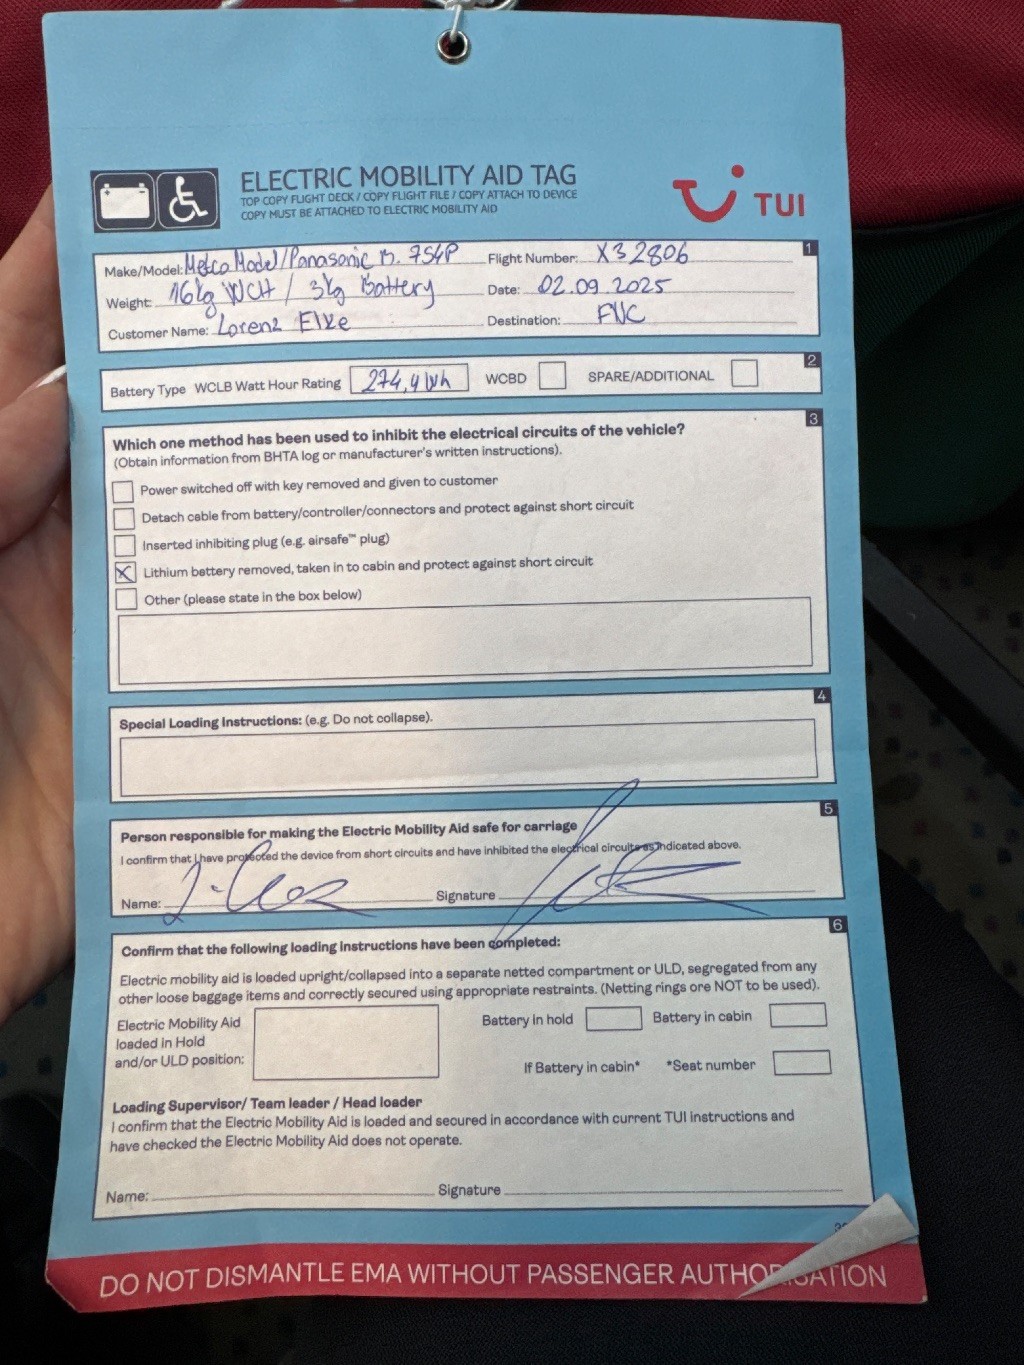 ELECTRIC MOBILITY AID TAG
TOP COPY FLIGHT DECK / COPY FLIGHT FILE / COPY ATTACH TO DEVICE
COPY MUST BE ATTACHED TO ELECTRIC MOBILITY AID
TUI
1
Make/Model: Metco Model/Panasonic B. 7S4P Flight Number: X3 2806
Weight: 16kg WCH / 3kg Battery Date: 02.09.2025
Customer Name: Lorenz Elke Destination: FNC
2
Battery Type WCLB Watt Hour Rating 274,4 Wh WCBD SPARE/ADDITIONAL
3
Which one method has been used to inhibit the electrical circuits of the vehicle?
(Obtain information from BHTA log or manufacturer's written instructions).
Power switched off with key removed and given to customer
Detach cable from battery/controller/connectors and protect against short circuit
Inserted inhibiting plug (e.g. airsafe™ plug)
X Lithium battery removed, taken in to cabin and protect against short circuit
Other (please state in the box below)
4
Special Loading Instructions: (e.g. Do not collapse).
5
Person responsible for making the Electric Mobility Aid safe for carriage
I confirm that I have protected the device from short circuits and have inhibited the electrical circuits as indicated above.
Name: Signature
6
Confirm that the following loading instructions have been completed:
Electric mobility aid is loaded upright/collapsed into a separate netted compartment or ULD, segregated from any
other loose baggage items and correctly secured using appropriate restraints. (Netting rings are NOT to be used).
Electric Mobility Aid
loaded in Hold
and/or ULD position:
Battery in hold Battery in cabin
If Battery in cabin* *Seat number
Loading Supervisor/ Team leader / Head loader
I confirm that the Electric Mobility Aid is loaded and secured in accordance with current TUI instructions and
have checked the Electric Mobility Aid does not operate.
Name: Signature
DO NOT DISMANTLE EMA WITHOUT PASSENGER AUTHORISATION